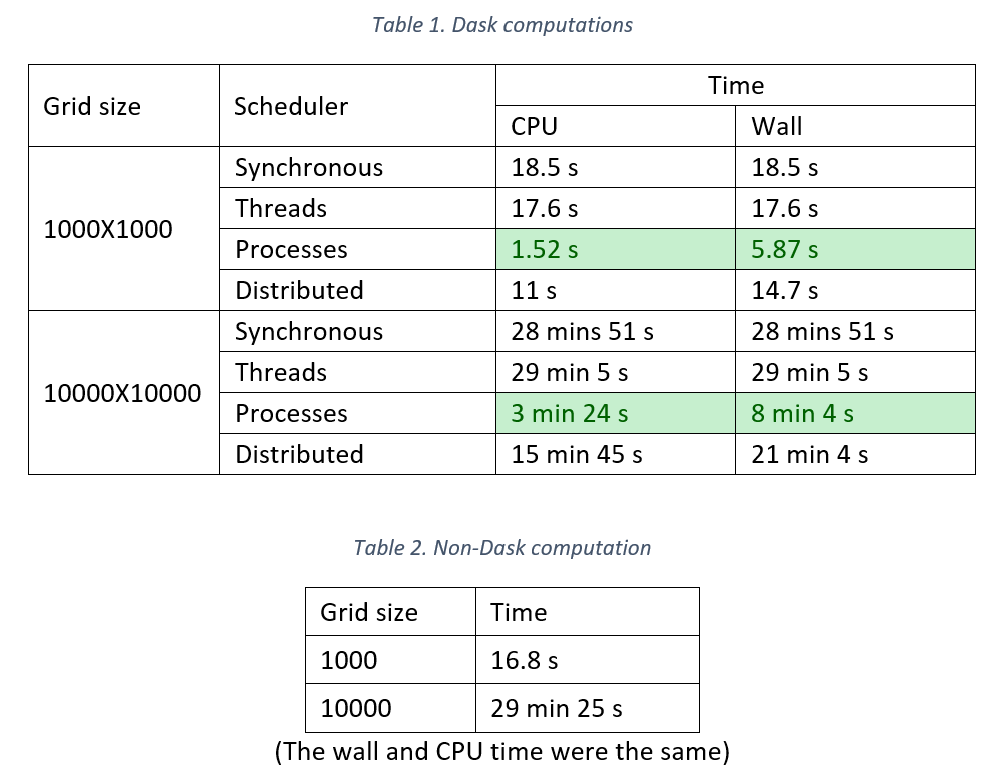 Table 1. Dask computations
Grid size Scheduler Time
CPU Wall
1000X1000
Synchronous 18.5 s 18.5 s
Threads 17.6 s 17.6 s
Processes 1.52 s 5.87 s
Distributed 11 s 14.7 s
10000X10000
Synchronous 28 mins 51 s 28 mins 51 s
Threads 29 min 5 s 29 min 5 s
Processes 3 min 24 s 8 min 4 s
Distributed 15 min 45 s 21 min 4 s
Table 2. Non-Dask computation
Grid size Time
1000 16.8 s
10000 29 min 25 s
(The wall and CPU time were the same)